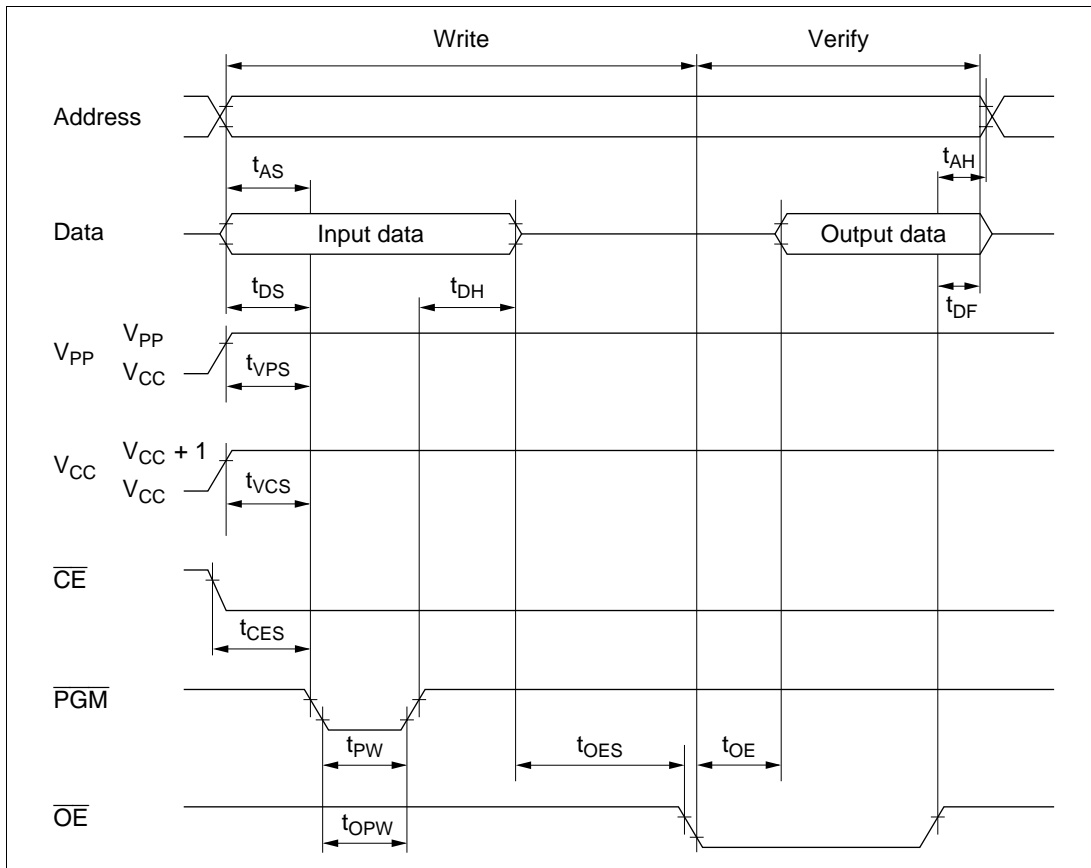 Write Verify
Address
tAS
tAH
Data Input data Output data
tDS tDH
tDF
VPP VPP
VCC
tVPS
VCC VCC + 1
VCC
tVCS
CE
tCES
PGM
tPW
tOES tOE
OE
tOPW